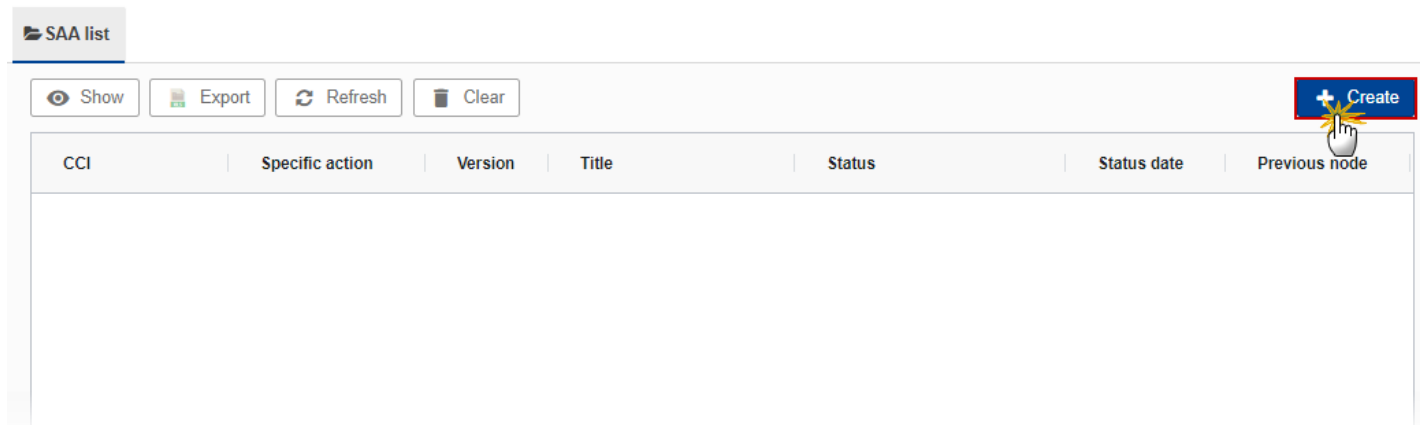 SAA list
Show Export Refresh Clear Create
CCI Specific action Version Title Status Status date Previous node